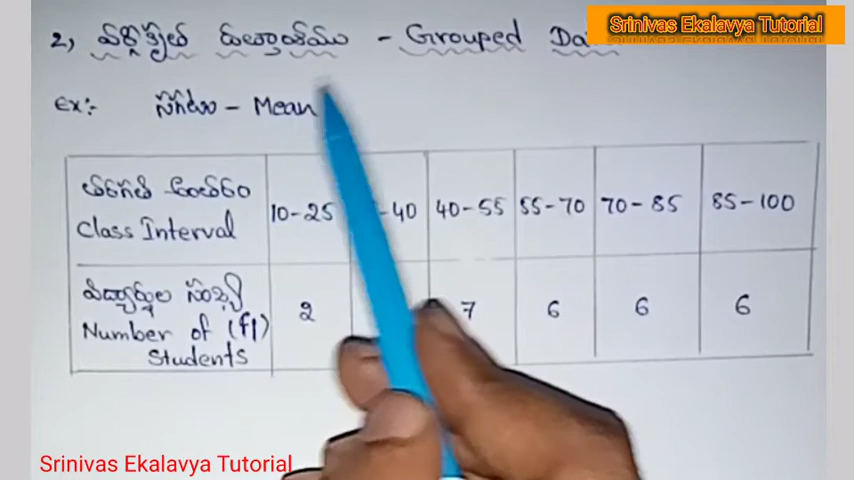 Srinivas Ekalavya Tutorial
2, వర్గీకృత దత్తాంశము - Grouped
Ex:- సగటు - Mean
తరగతి అంతరం
Class Interval
10-25
-40
40-55
55-70
70-85
85-100
విద్యార్థుల సంఖ్య
Number of (fi)
Students
2
7
6
6
6
Srinivas Ekalavya Tutorial